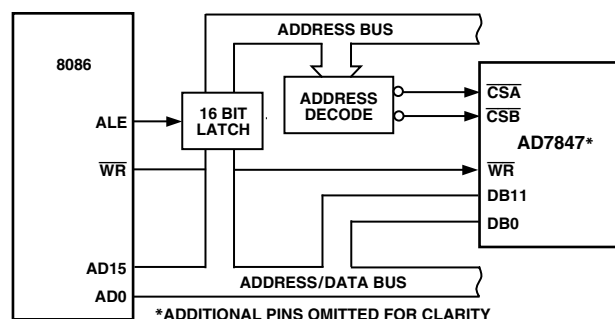 ADDRESS BUS
8086
ALE
16 BIT
LATCH
ADDRESS
DECODE
CSA
CSB
AD7847*
WR
WR
DB11
DB0
AD15
ADDRESS/DATA BUS
AD0
*ADDITIONAL PINS OMITTED FOR CLARITY